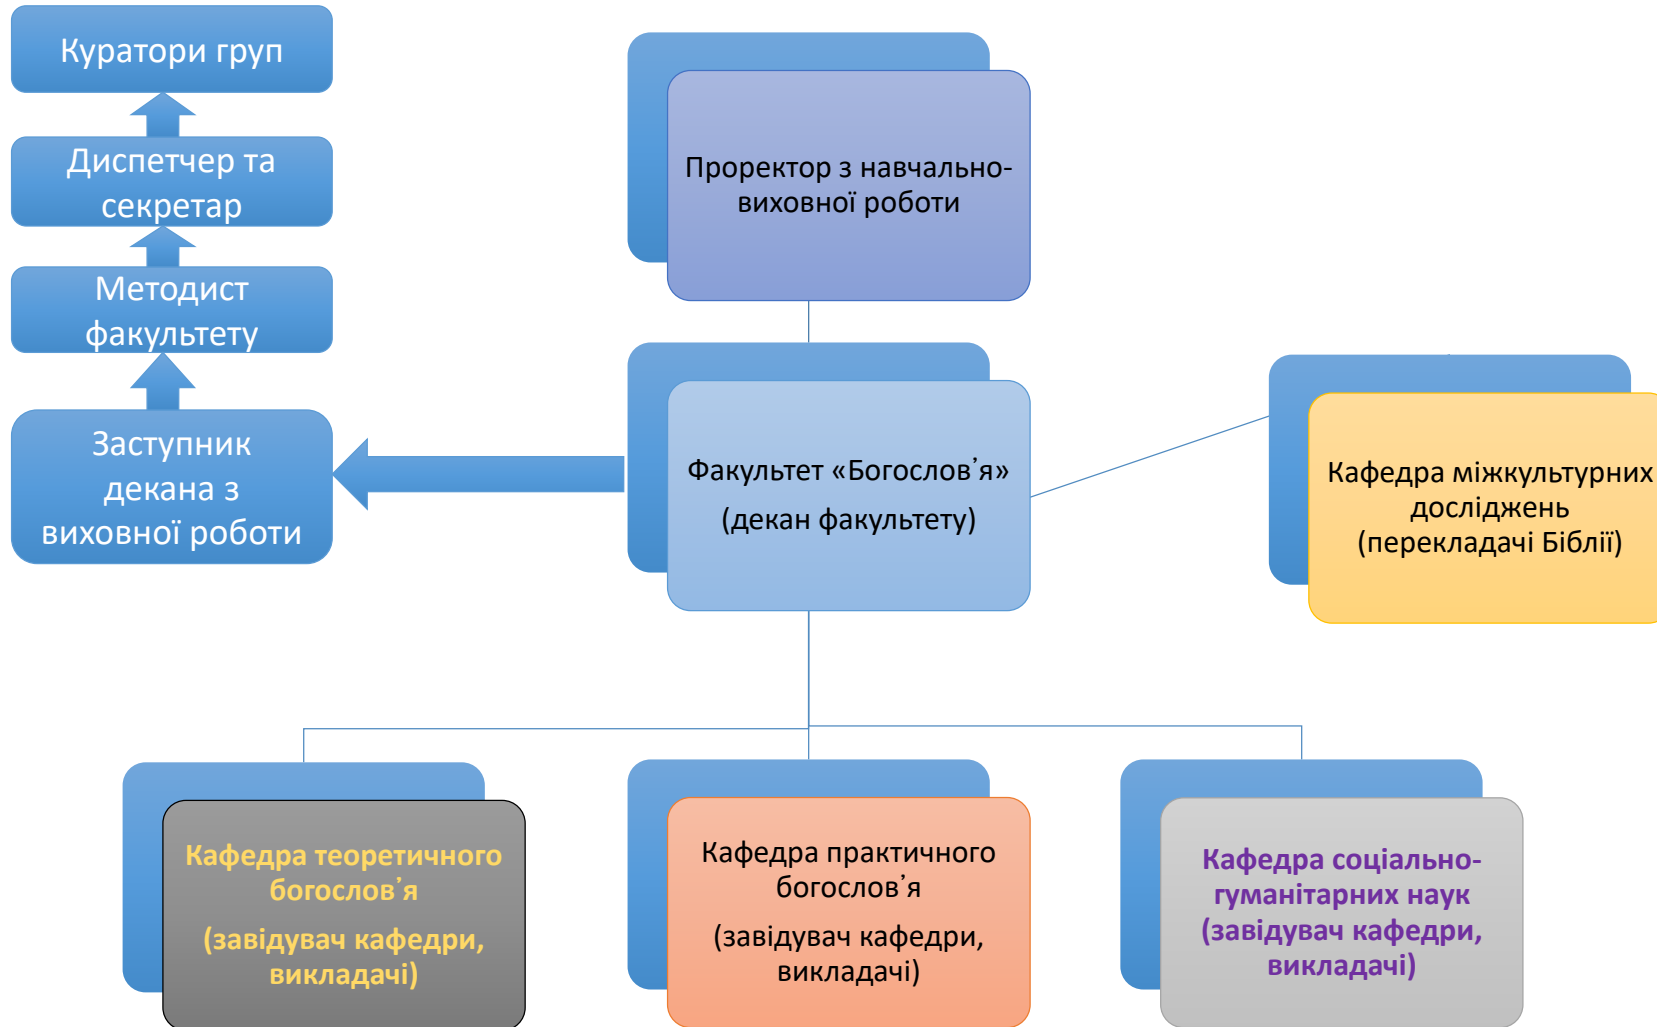 Куратори груп
Диспетчер та
секретар
Методист
факультету
Заступник
декана з
виховної роботи
Проректор з навчально-
виховної роботи
Факультет «Богослов’я»
(декан факультету)
Кафедра міжкультурних
досліджень
(перекладачі Біблії)
Кафедра теоретичного
богослов’я
(завідувач кафедри,
викладачі)
Кафедра практичного
богослов’я
(завідувач кафедри,
викладачі)
Кафедра соціально-
гуманітарних наук
(завідувач кафедри,
викладачі)